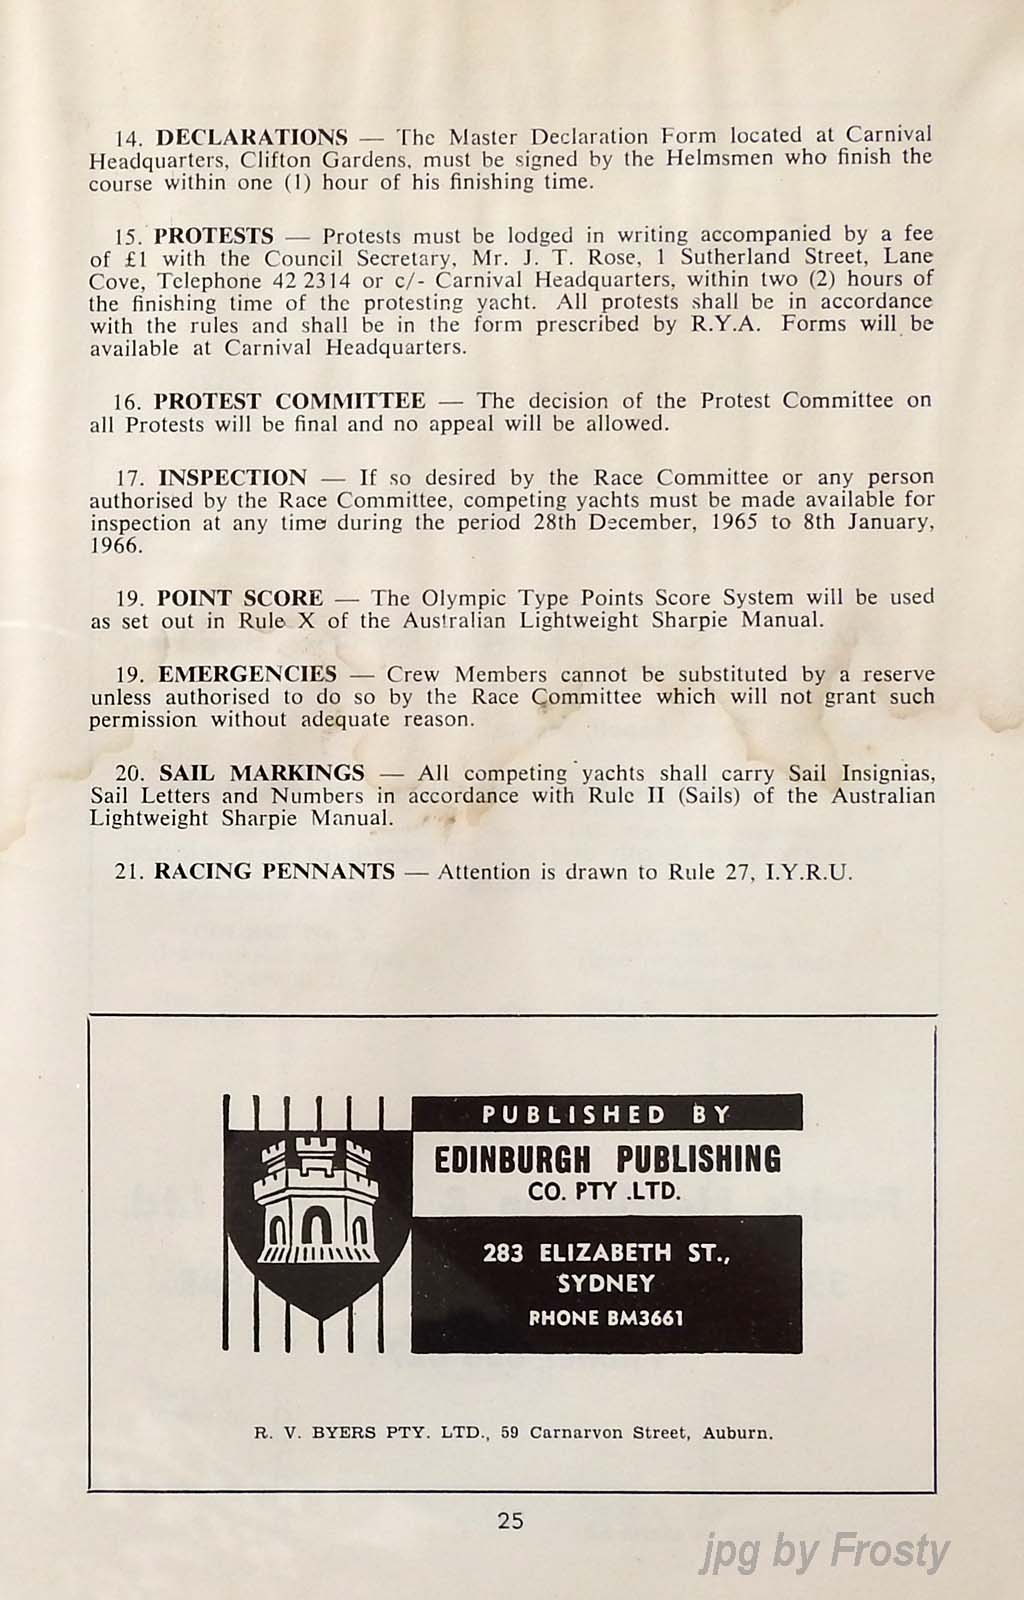 14. DECLARATIONS — The Master Declaration Form located at Carnival
Headquarters, Clifton Gardens, must be signed by the Helmsmen who finish the
course within one (1) hour of his finishing time.
15. PROTESTS — Protests must be lodged in writing accompanied by a fee
of £1 with the Council Secretary, Mr. J. T. Rose, 1 Sutherland Street, Lane
Cove, Telephone 42 2314 or c/- Carnival Headquarters, within two (2) hours of
the finishing time of the protesting yacht. All protests shall be in accordance
with the rules and shall be in the form prescribed by R.Y.A. Forms will be
available at Carnival Headquarters.
16. PROTEST COMMITTEE — The decision of the Protest Committee on
all Protests will be final and no appeal will be allowed.
17. INSPECTION — If so desired by the Race Committee or any person
authorised by the Race Committee, competing yachts must be made available for
inspection at any time during the period 28th December, 1965 to 8th January,
1966.
19. POINT SCORE — The Olympic Type Points Score System will be used
as set out in Rule X of the Australian Lightweight Sharpie Manual.
19. EMERGENCIES — Crew Members cannot be substituted by a reserve
unless authorised to do so by the Race Committee which will not grant such
permission without adequate reason.
20. SAIL MARKINGS — All competing yachts shall carry Sail Insignias,
Sail Letters and Numbers in accordance with Rule II (Sails) of the Australian
Lightweight Sharpie Manual.
21. RACING PENNANTS — Attention is drawn to Rule 27, I.Y.R.U.
PUBLISHED BY
EDINBURGH PUBLISHING
CO. PTY .LTD.
283 ELIZABETH ST.,
SYDNEY
PHONE BM3661
R. V. BYERS PTY. LTD., 59 Carnarvon Street, Auburn.
25
jpg by Frosty